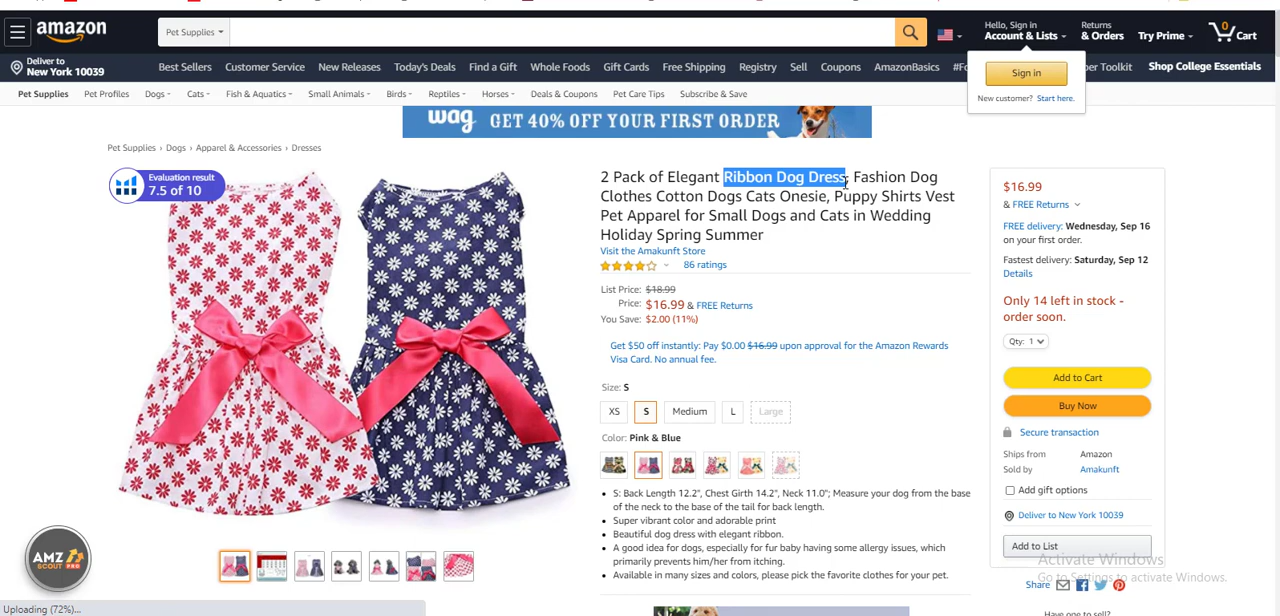 amazon
Pet Supplies
Hello, Sign in
Account & Lists
Returns
& Orders
Try Prime
0
Cart
Deliver to
New York 10039
Best Sellers
Customer Service
New Releases
Today's Deals
Find a Gift
Whole Foods
Gift Cards
Free Shipping
Registry
Sell
Coupons
AmazonBasics
per Toolkit
Shop College Essentials
Sign in
New customer? Start here.
Pet Supplies
Pet Profiles
Dogs
Cats
Fish & Aquatics
Small Animals
Birds
Reptiles
Horses
Deals & Coupons
Pet Care Tips
Subscribe & Save
wag GET 40% OFF YOUR FIRST ORDER
Pet Supplies › Dogs › Apparel & Accessories › Dresses
Evaluation result
7.5 of 10
2 Pack of Elegant Ribbon Dog Dress, Fashion Dog
Clothes Cotton Dogs Cats Onesie, Puppy Shirts Vest
Pet Apparel for Small Dogs and Cats in Wedding
Holiday Spring Summer
Visit the Amakunft Store
86 ratings
List Price: $18.99
Price: $16.99 & FREE Returns
You Save: $2.00 (11%)
Get $50 off instantly: Pay $0.00 $16.99 upon approval for the Amazon Rewards
Visa Card. No annual fee.
Size: S
XS
S
Medium
L
Large
Color: Pink & Blue
• S: Back Length 12.2", Chest Girth 14.2", Neck 11.0"; Measure your dog from the base
of the neck to the base of the tail for back length.
• Super vibrant color and adorable print
• Beautiful dog dress with elegant ribbon.
• A good idea for dogs, especially for fur baby having some allergy issues, which
primarily prevents him/her from itching.
• Available in many sizes and colors, please pick the favorite clothes for your pet.
$16.99
& FREE Returns
FREE delivery: Wednesday, Sep 16
on your first order.
Fastest delivery: Saturday, Sep 12
Details
Only 14 left in stock -
order soon.
Qty: 1
Add to Cart
Buy Now
Secure transaction
Ships from Amazon
Sold by Amakunft
Add gift options
Deliver to New York 10039
Add to List
Activate Windows
Go to Settings to activate Windows.
Share
Have one to sell?
AMZ
SCOUT PRO
Uploading (72%)...